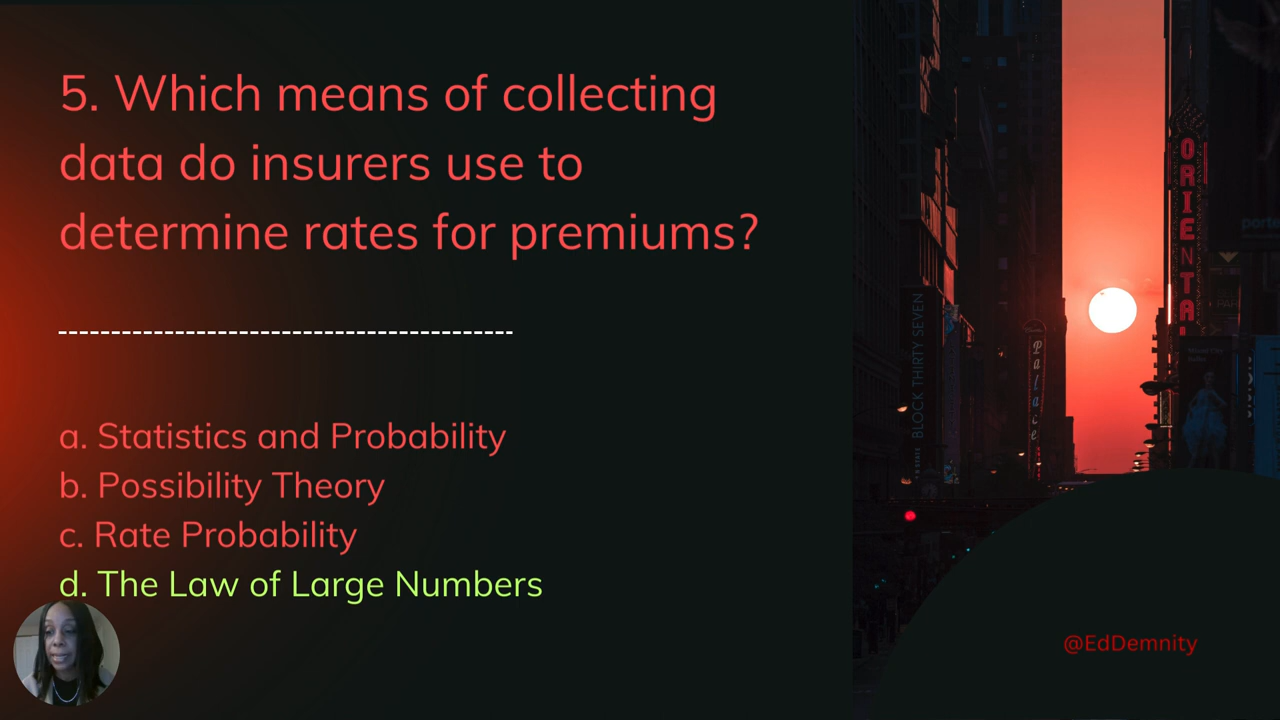 5. Which means of collecting
data do insurers use to
determine rates for premiums?
a. Statistics and Probability
b. Possibility Theory
c. Rate Probability
d. The Law of Large Numbers
BLOCK THIRTY SEVEN
Palace
ORIENTAL
@EdDemnity